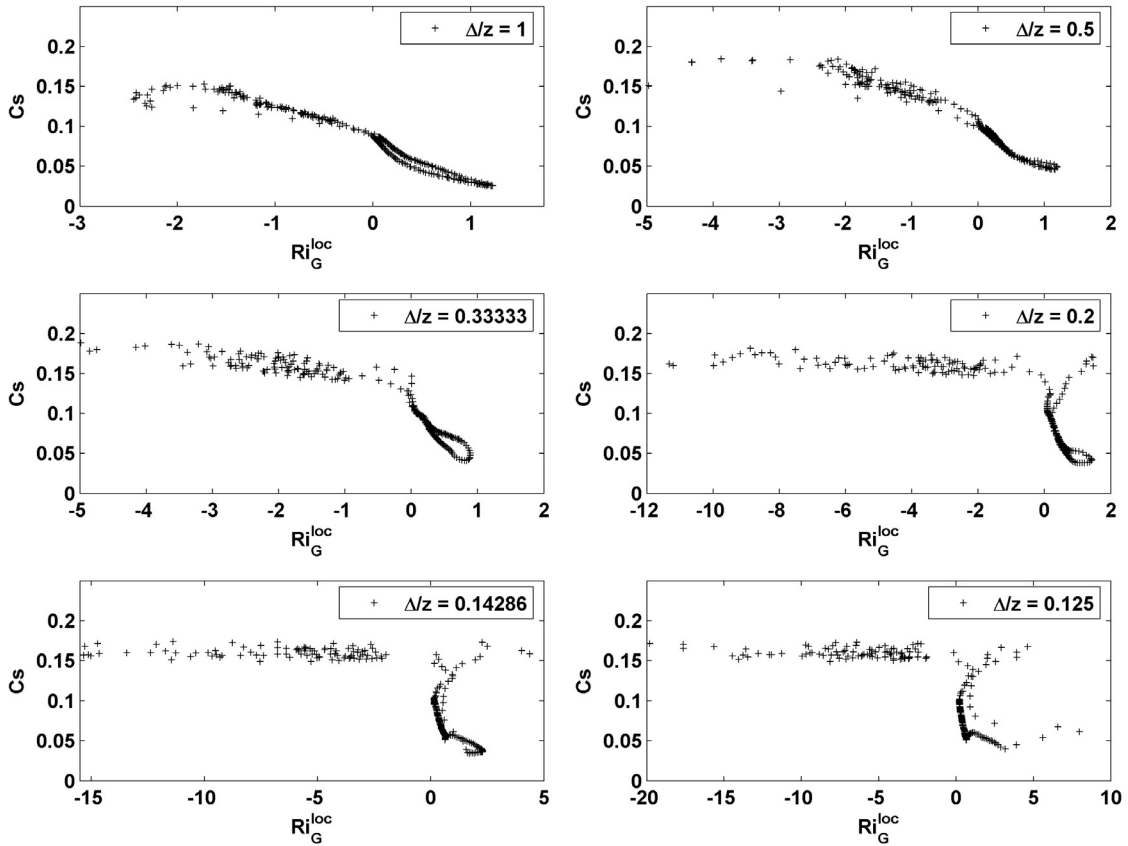 Δ/z = 1
0.2
0.15
0.1
0.05
0
Cs
-3 -2 -1 0 1
Ri_G^loc
Δ/z = 0.5
0.2
0.15
0.1
0.05
0
Cs
-5 -4 -3 -2 -1 0 1 2
Ri_G^loc
Δ/z = 0.33333
0.2
0.15
0.1
0.05
0
Cs
-5 -4 -3 -2 -1 0 1 2
Ri_G^loc
Δ/z = 0.2
0.2
0.15
0.1
0.05
0
Cs
-12 -10 -8 -6 -4 -2 0 2
Ri_G^loc
Δ/z = 0.14286
0.2
0.15
0.1
0.05
0
Cs
-15 -10 -5 0 5
Ri_G^loc
Δ/z = 0.125
0.2
0.15
0.1
0.05
0
Cs
-20 -15 -10 -5 0 5 10
Ri_G^loc